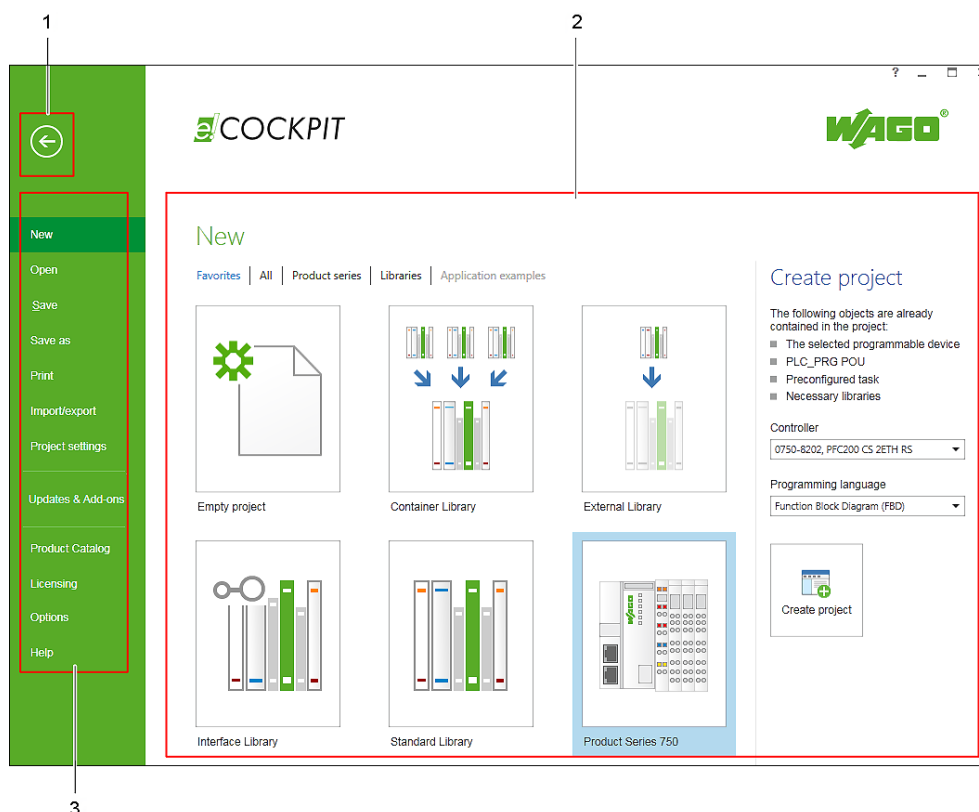 1
2
?
e!COCKPIT
WAGO®
New
Open
Save
Save as
Print
Import/export
Project settings
Updates & Add-ons
Product Catalog
Licensing
Options
Help
New
Favorites | All | Product series | Libraries | Application examples
Empty project
Container Library
External Library
Interface Library
Standard Library
WAGO
Product Series 750
Create project
The following objects are already
contained in the project:
The selected programmable device
PLC_PRG POU
Preconfigured task
Necessary libraries
Controller
0750-8202, PFC200 CS 2ETH RS
Programming language
Function Block Diagram (FBD)
Create project
3